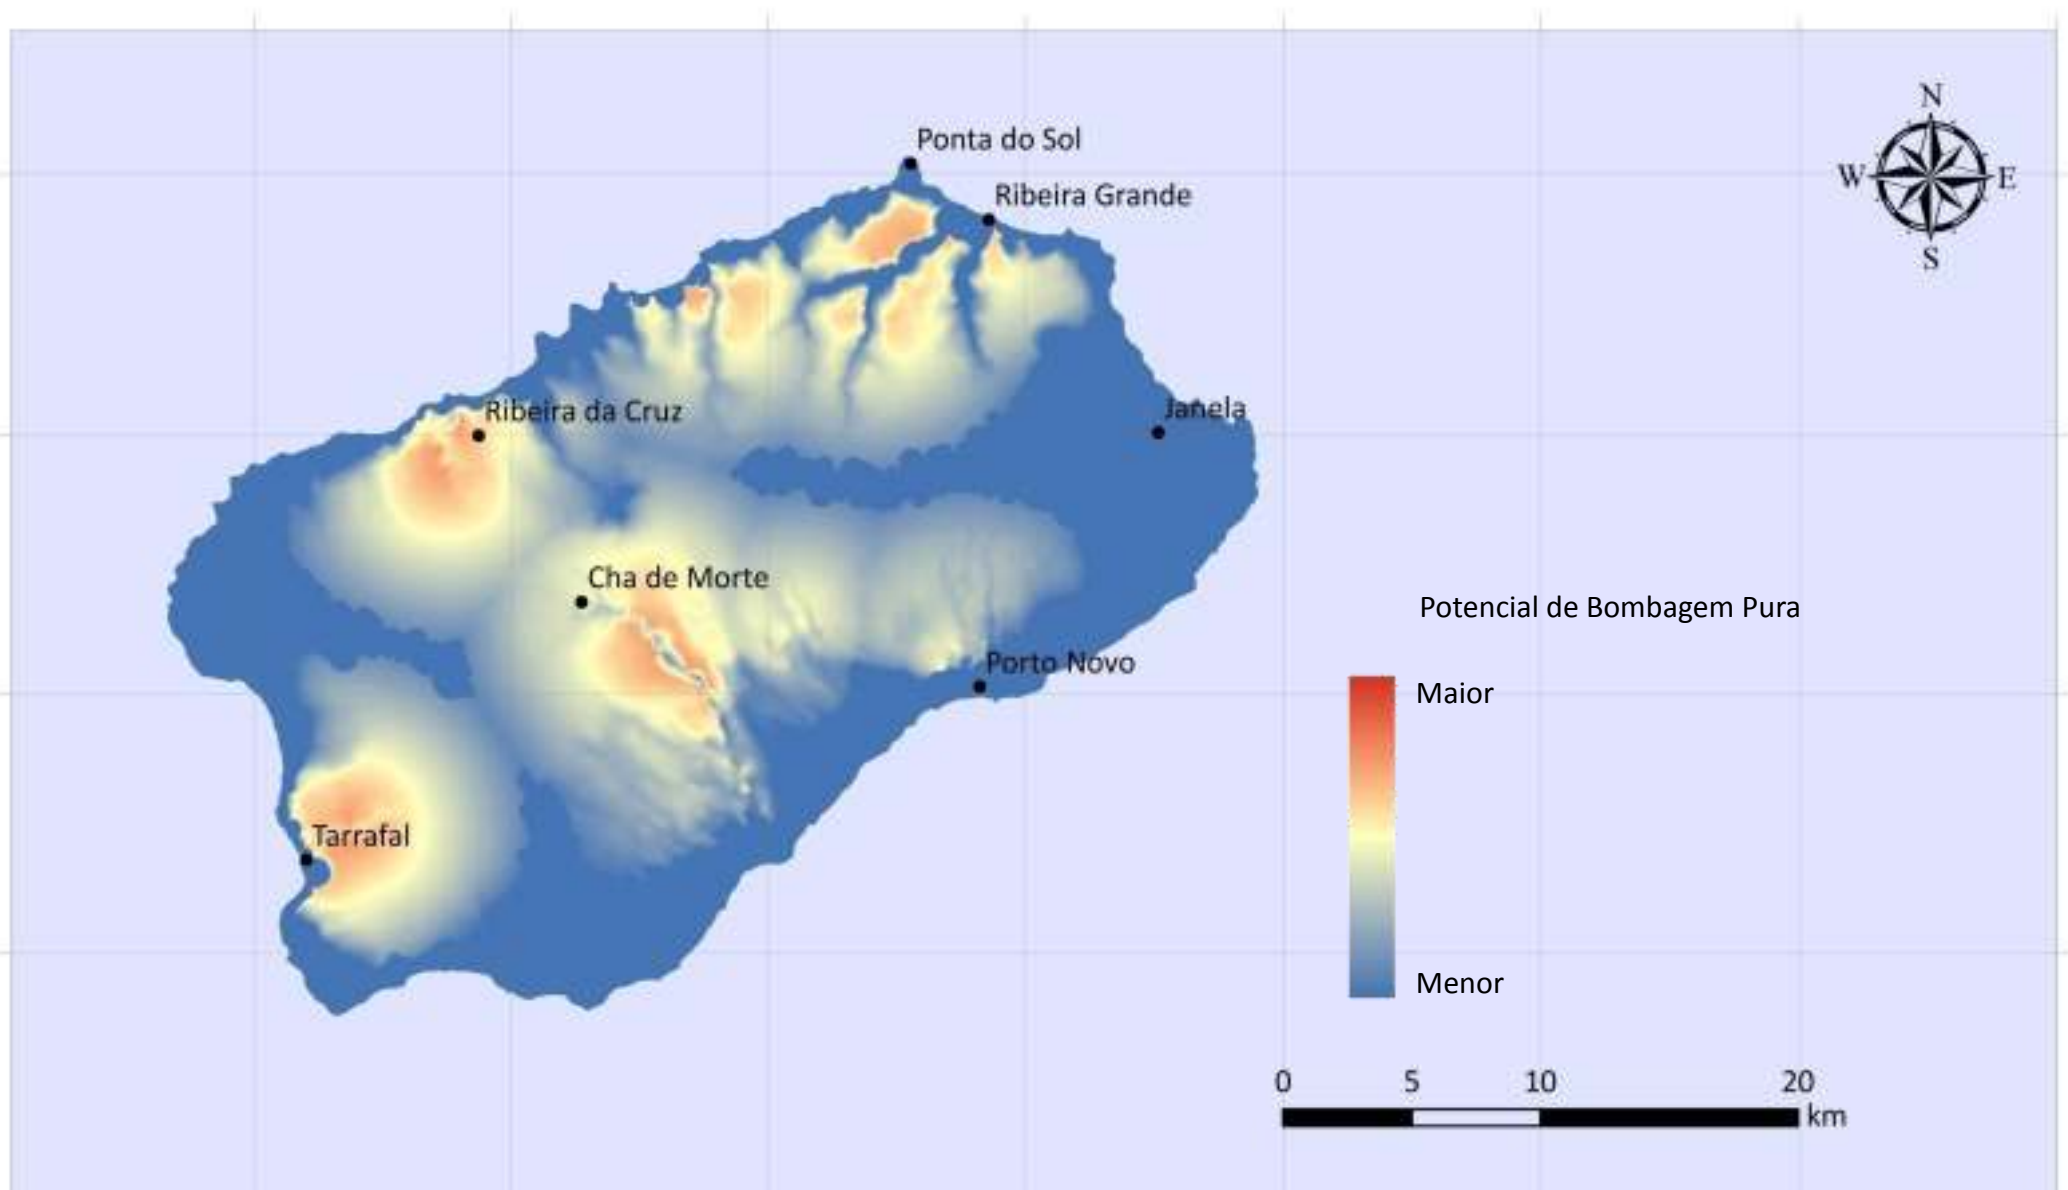 N
W E
S
Ponta do Sol
Ribeira Grande
Ribeira da Cruz
Janela
Cha de Morte
Porto Novo
Tarrafal
Potencial de Bombagem Pura
Maior
Menor
0 5 10 20
km